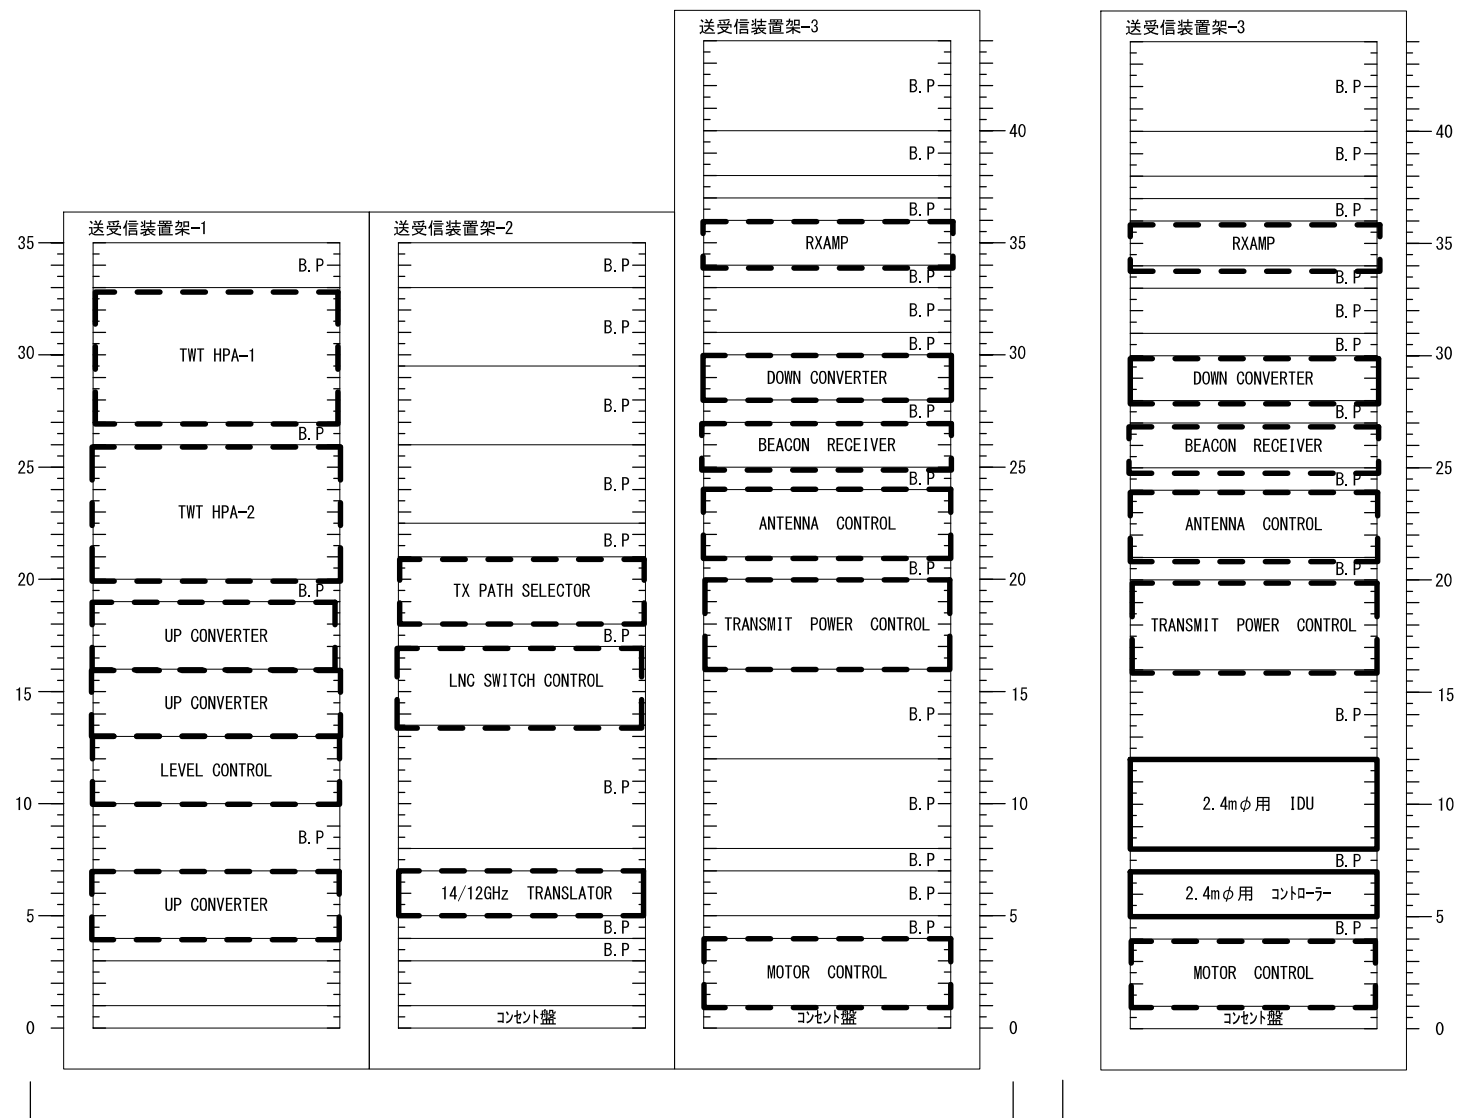 送受信装置架-1
35
B.P
TWT HPA-1
30
B.P
25
TWT HPA-2
20
B.P
UP CONVERTER
15
UP CONVERTER
LEVEL CONTROL
10
B.P
UP CONVERTER
5
0
送受信装置架-2
B.P
B.P
B.P
B.P
B.P
TX PATH SELECTOR
B.P
LNC SWITCH CONTROL
B.P
14/12GHz TRANSLATOR
B.P
B.P
コンセント盤
送受信装置架-3
B.P
40
B.P
B.P
RXAMP
35
B.P
B.P
B.P
30
DOWN CONVERTER
B.P
BEACON RECEIVER
25
B.P
ANTENNA CONTROL
B.P
20
TRANSMIT POWER CONTROL
15
B.P
B.P
10
B.P
B.P
5
B.P
MOTOR CONTROL
コンセント盤
0
送受信装置架-3
B.P
40
B.P
B.P
RXAMP
35
B.P
B.P
B.P
30
DOWN CONVERTER
B.P
BEACON RECEIVER
25
B.P
ANTENNA CONTROL
B.P
20
TRANSMIT POWER CONTROL
15
B.P
2.4mφ用 IDU
10
B.P
2.4mφ用 コントローラー
5
B.P
MOTOR CONTROL
コンセント盤
0